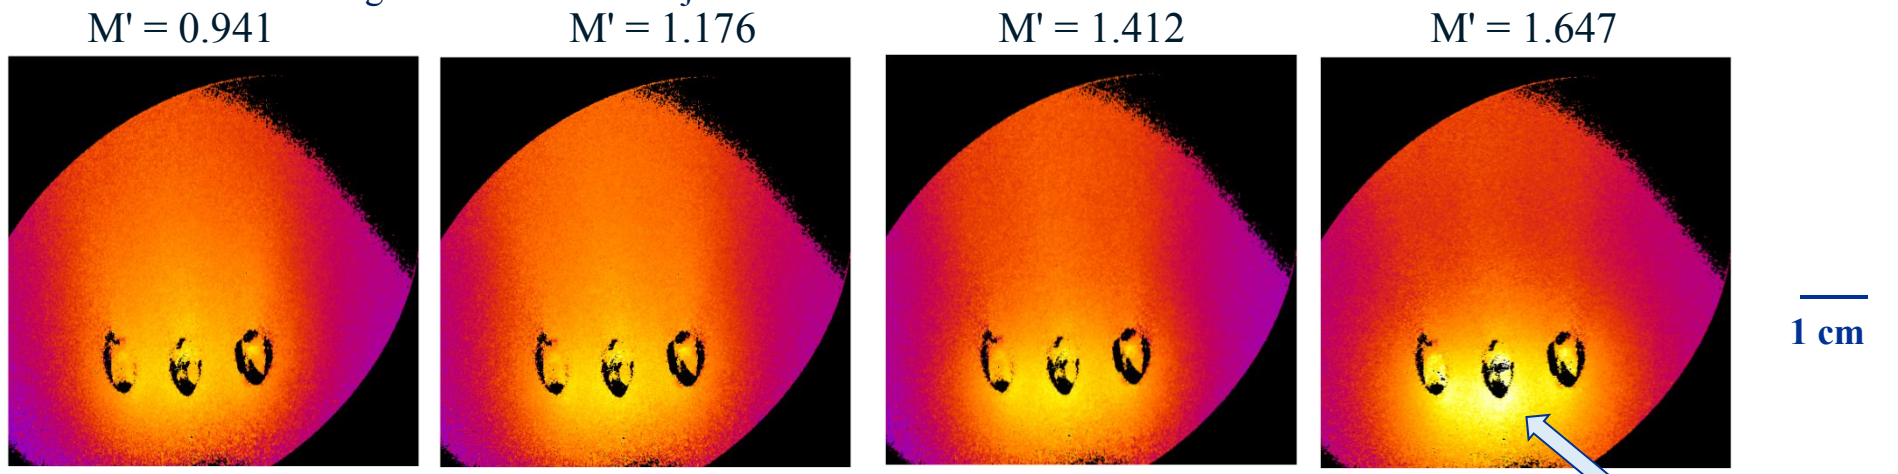 M' = 0.941
M' = 1.176
M' = 1.412
M' = 1.647
1 cm